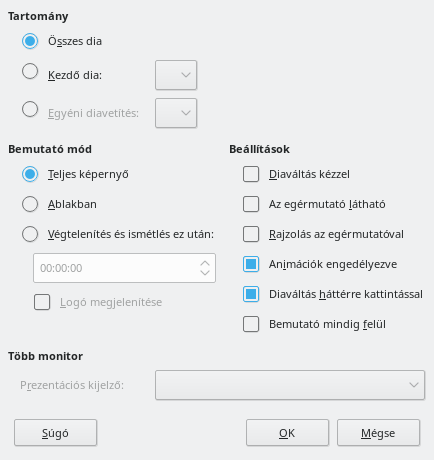 Tartomány
Összes dia
Kezdő dia:
Egyéni diavetítés:
Bemutató mód
Teljes képernyő
Ablakban
Végtelenítés és ismétlés ez után:
00:00:00
Logó megjelenítése
Beállítások
Diaváltás kézzel
Az egérmutató látható
Rajzolás az egérmutatóval
Animációk engedélyezve
Diaváltás háttérre kattintással
Bemutató mindig felül
Több monitor
Prezentációs kijelző:
Súgó
OK
Mégse